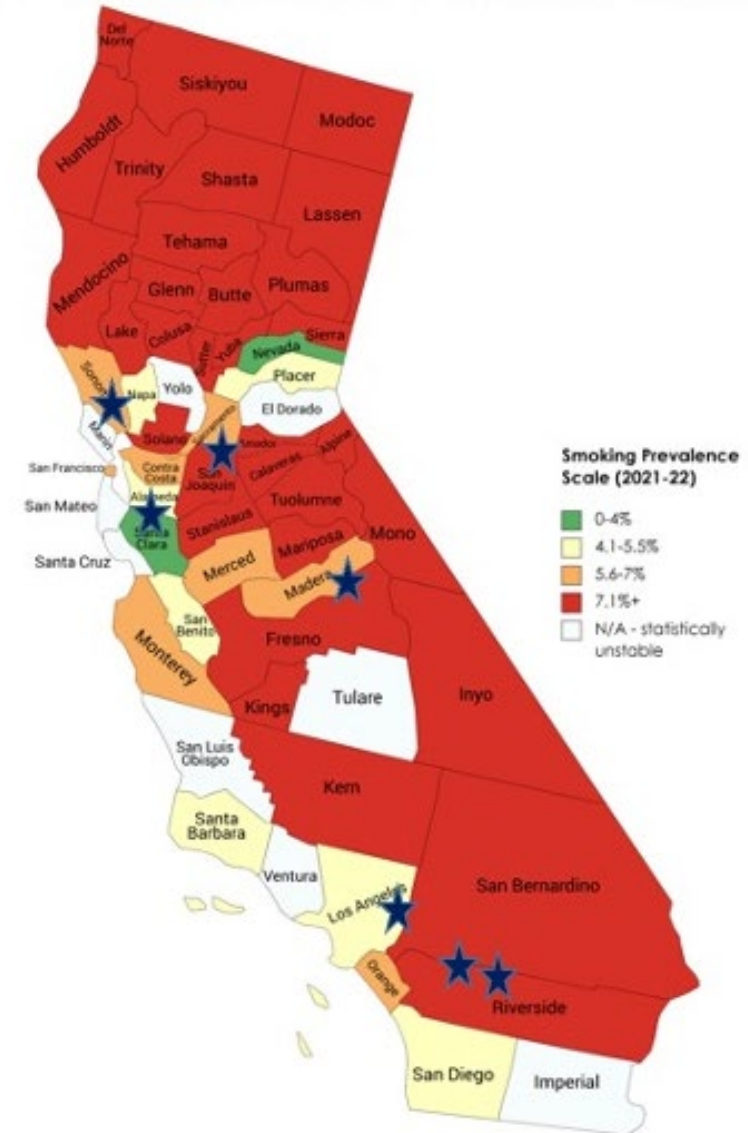 Del
Norte
Siskiyou
Modoc
Humboldt
Trinity
Shasta
Lassen
Tehama
Mendocino
Glenn
Butte
Plumas
Lake
Colusa
Sutter
Yuba
Sierra
Nevada
Placer
Napa
Yolo
El Dorado
Marin
Solano
Sacramento
Alpine
San Francisco
Contra
Costa
San
Joaquin
Calaveras
San Mateo
Tuolumne
Santa Cruz
Clara
Stanislaus
Mono
Merced
Mariposa
Madera
San
Benito
Fresno
Monterey
Kings
Tulare
Inyo
San Luis
Obispo
Kern
Santa
Barbara
Ventura
Los Angeles
San Bernardino
Orange
Riverside
San Diego
Imperial
Smoking Prevalence
Scale (2021-22)
0-4%
4.1-5.5%
5.6-7%
7.1%+
N/A - statistically
unstable